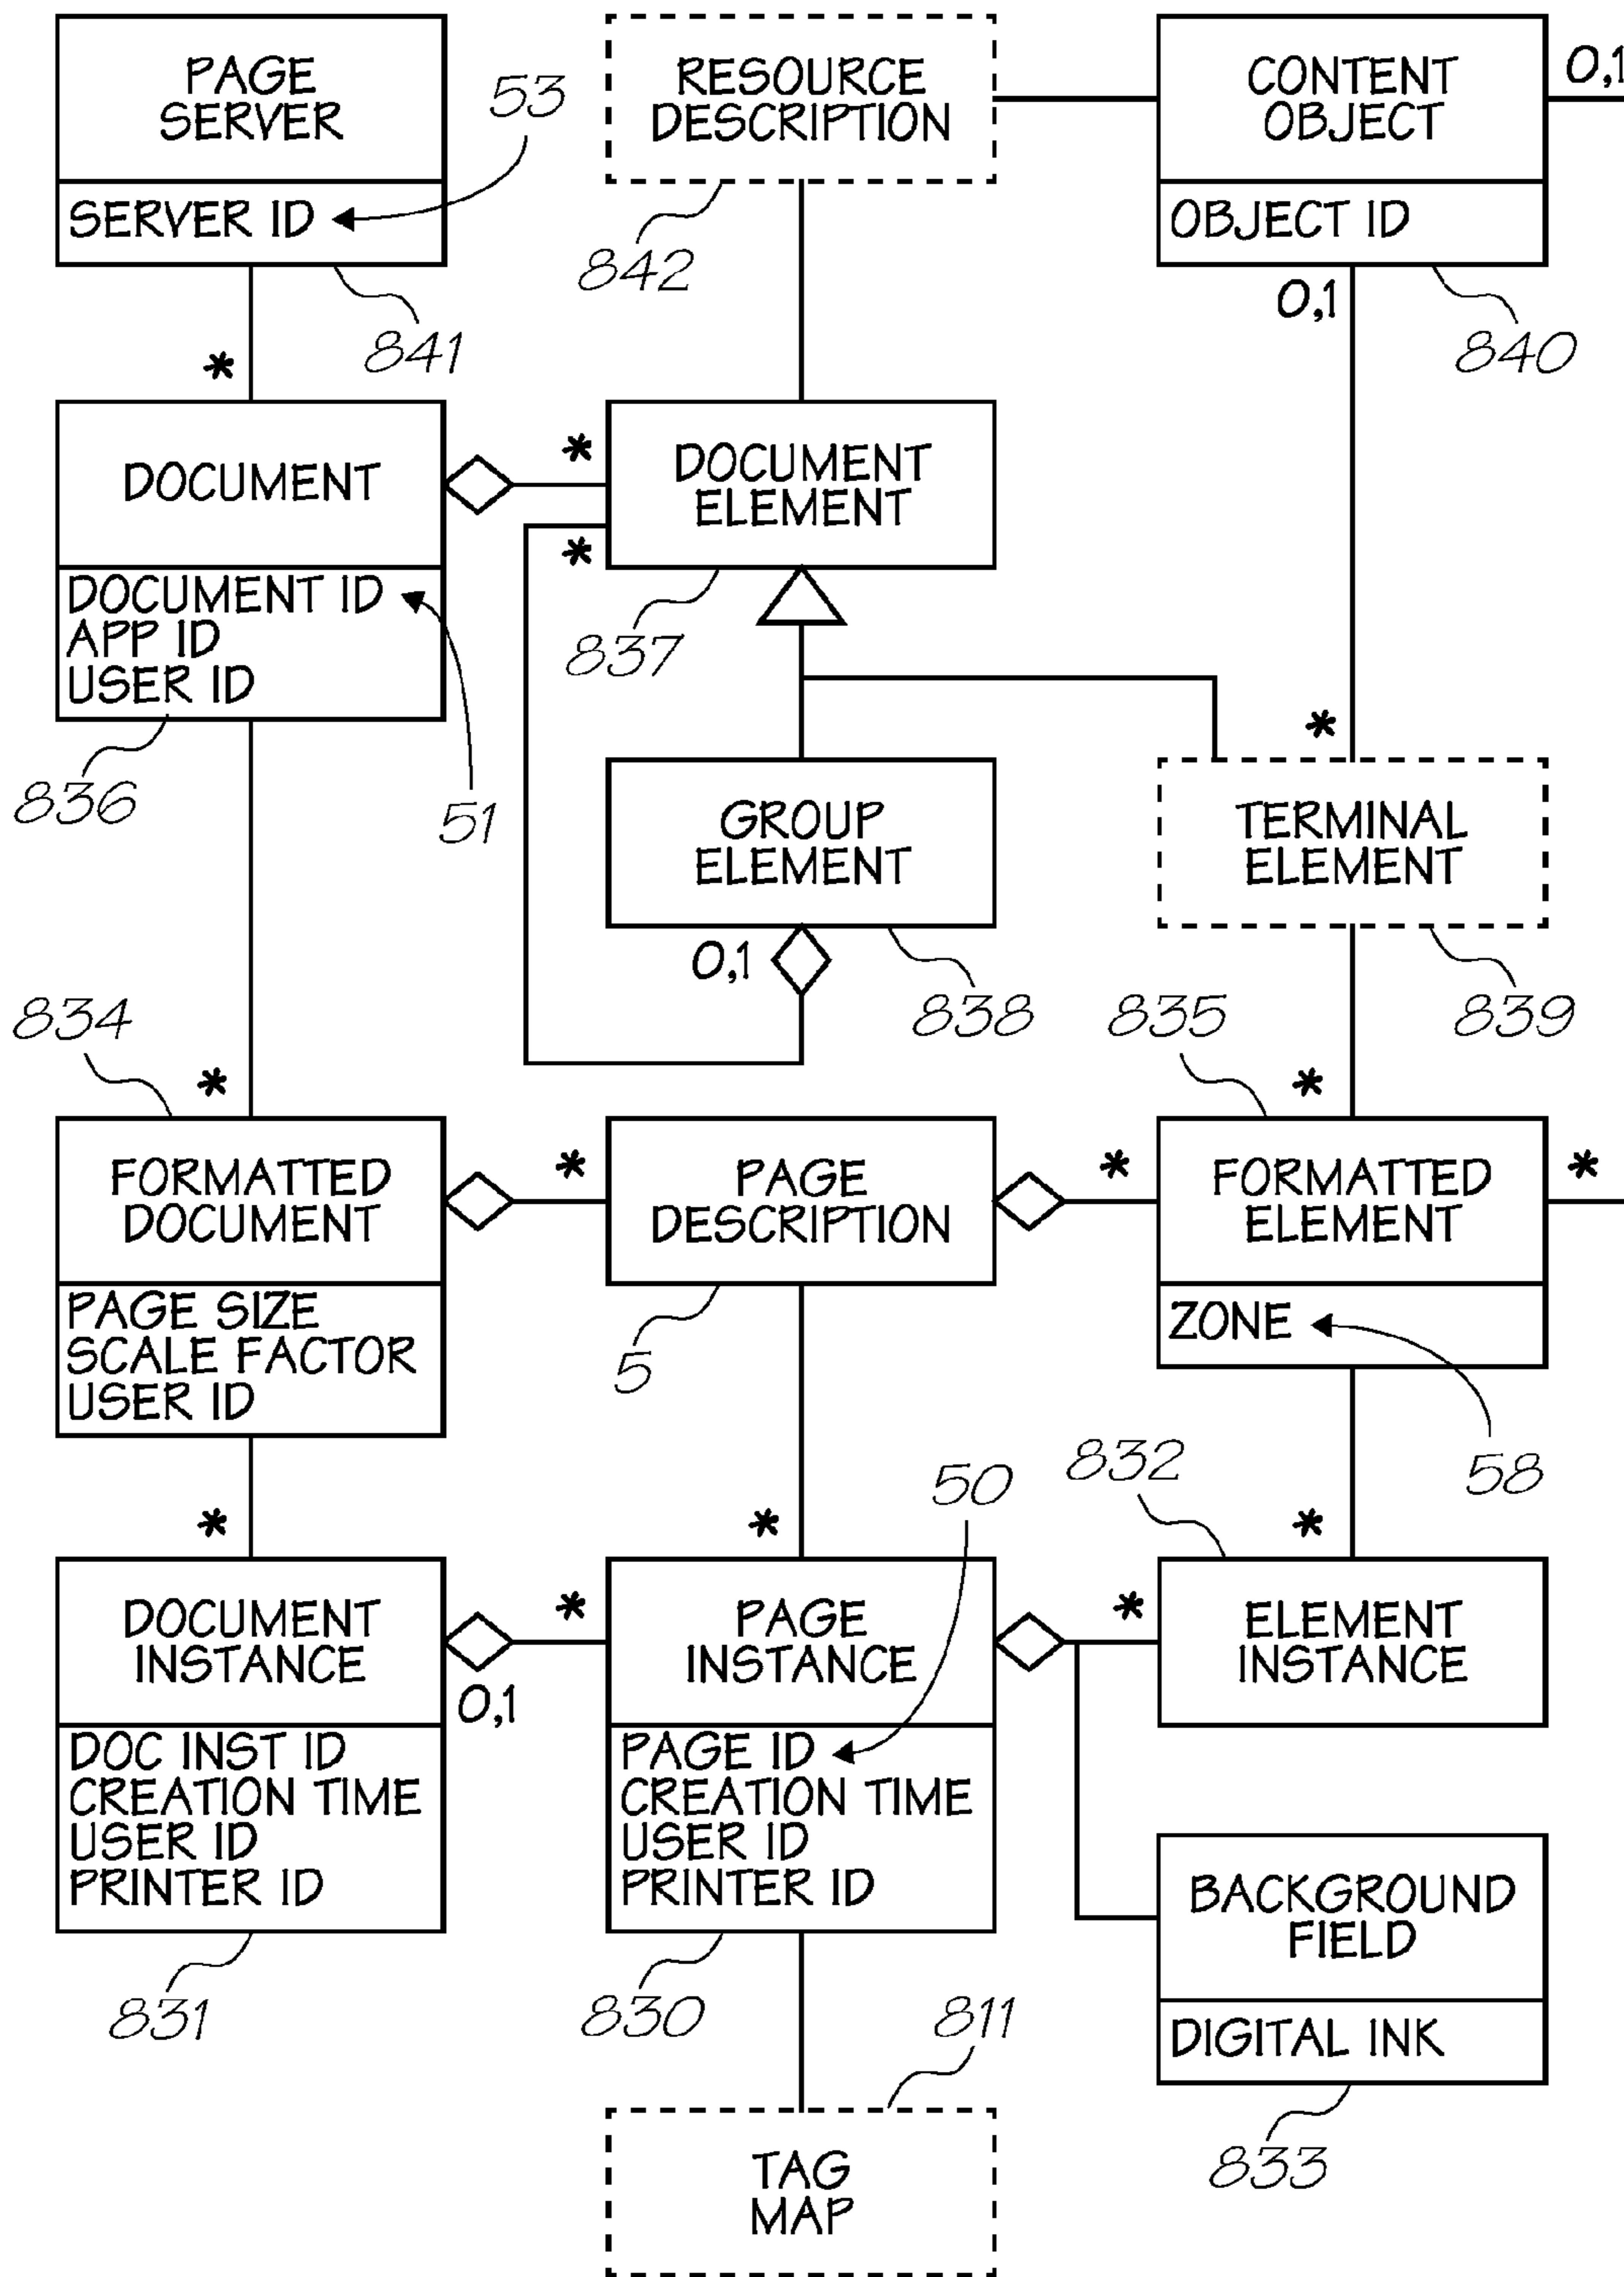 PAGE
SERVER
SERVER ID
53
841
RESOURCE
DESCRIPTION
842
CONTENT
OBJECT
OBJECT ID
0,1
0,1
840
*
DOCUMENT
DOCUMENT ID
APP ID
USER ID
836
51
*
*
DOCUMENT
ELEMENT
837
GROUP
ELEMENT
0,1
838
*
TERMINAL
ELEMENT
839
834
*
FORMATTED
DOCUMENT
PAGE SIZE
SCALE FACTOR
USER ID
*
PAGE
DESCRIPTION
5
835
*
*
FORMATTED
ELEMENT
*
ZONE
58
*
DOCUMENT
INSTANCE
0,1
DOC INST ID
CREATION TIME
USER ID
PRINTER ID
831
*
*
50
PAGE
INSTANCE
PAGE ID
CREATION TIME
USER ID
PRINTER ID
830
832
*
*
ELEMENT
INSTANCE
BACKGROUND
FIELD
DIGITAL INK
833
811
TAG
MAP